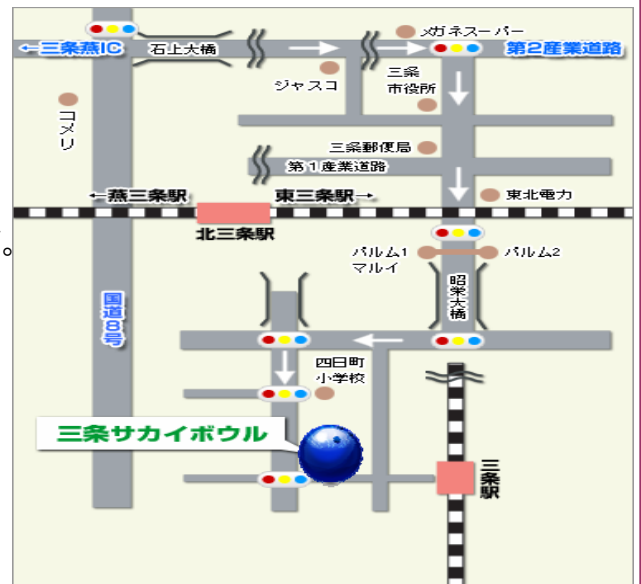 メガネスーパー
←三条燕IC
石上大橋
第2産業道路
ジャスコ
三条
市役所
コメリ
三条郵便局
第1産業道路
←燕三条駅
東三条駅→
東北電力
北三条駅
。
パルム1
マルイ
パルム2
昭栄大橋
国道8号
四日町
小学校
三条サカイボウル
三条駅